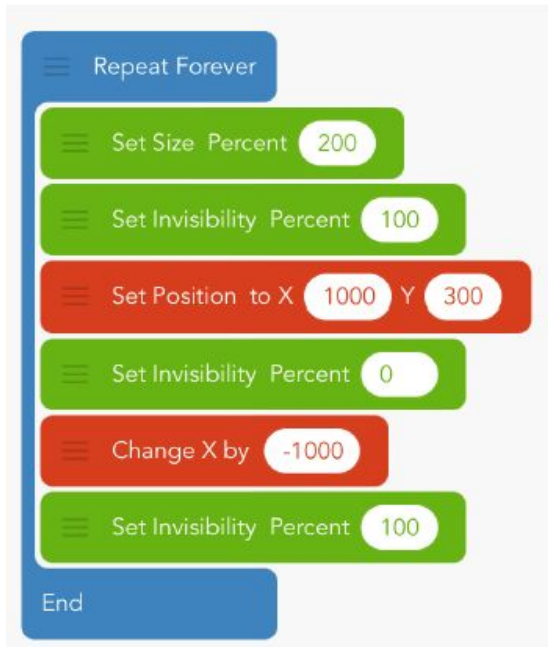 Repeat Forever
Set Size Percent 200
Set Invisibility Percent 100
Set Position to X 1000 Y 300
Set Invisibility Percent 0
Change X by -1000
Set Invisibility Percent 100
End